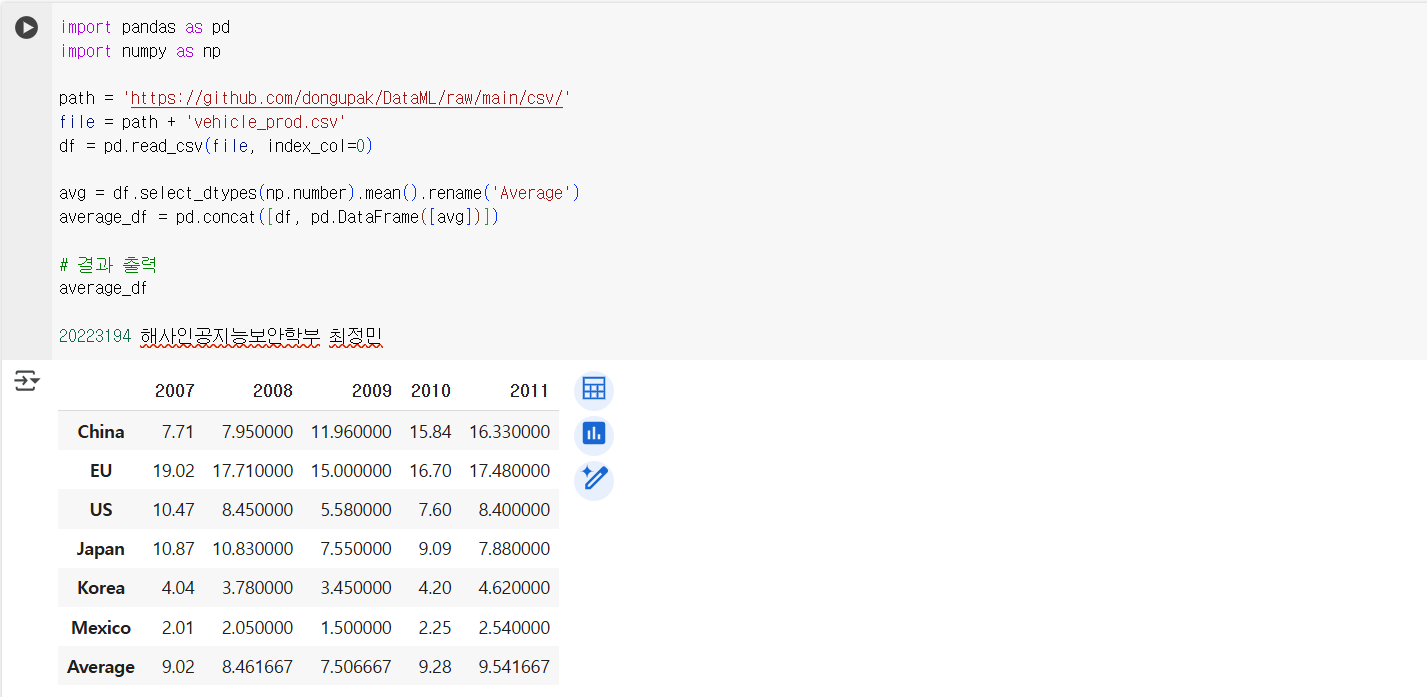 import pandas as pd
import numpy as np
path = 'https://github.com/dongupak/DataML/raw/main/csv/'
file = path + 'vehicle_prod.csv'
df = pd.read_csv(file, index_col=0)
avg = df.select_dtypes(np.number).mean().rename('Average')
average_df = pd.concat([df, pd.DataFrame([avg])])
# 결과 출력
average_df
20223194 해사인공지능보안학부 최정민
2007 2008 2009 2010 2011
China 7.71 7.950000 11.960000 15.84 16.330000
EU 19.02 17.710000 15.000000 16.70 17.480000
US 10.47 8.450000 5.580000 7.60 8.400000
Japan 10.87 10.830000 7.550000 9.09 7.880000
Korea 4.04 3.780000 3.450000 4.20 4.620000
Mexico 2.01 2.050000 1.500000 2.25 2.540000
Average 9.02 8.461667 7.506667 9.28 9.541667